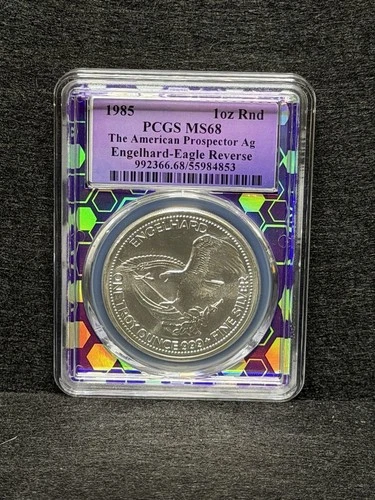 1985 1oz Rnd
PCGS MS68
The American Prospector Ag
Engelhard-Eagle Reverse
992366.68/55984853
ENGELHARD
ONE TROY OUNCE 999+ FINE SILVER